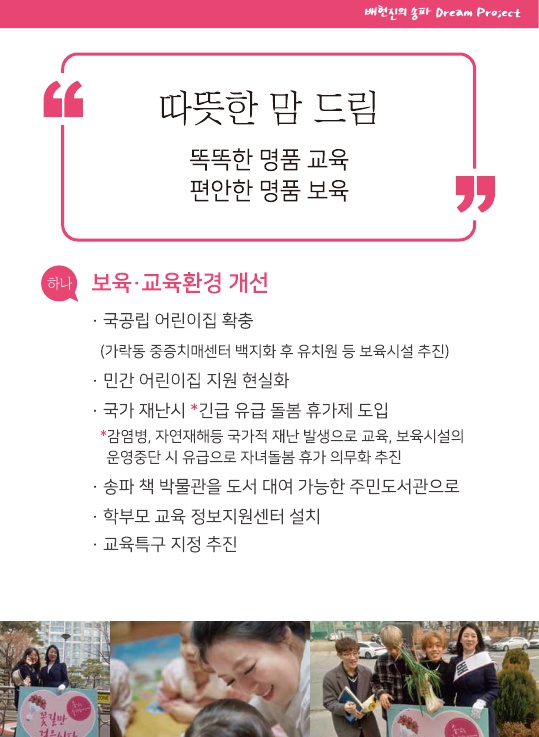 배현진의 송파 Dream Project
따뜻한 맘 드림
똑똑한 명품 교육
편안한 명품 보육
하나
보육·교육환경 개선
· 국공립 어린이집 확충
(가락동 중증치매센터 백지화 후 유치원 등 보육시설 추진)
· 민간 어린이집 지원 현실화
· 국가 재난시 *긴급 유급 돌봄 휴가제 도입
*감염병, 자연재해등 국가적 재난 발생으로 교육, 보육시설의
운영중단 시 유급으로 자녀돌봄 휴가 의무화 추진
· 송파 책 박물관을 도서 대여 가능한 주민도서관으로
· 학부모 교육 정보지원센터 설치
· 교육특구 지정 추진
꽃길만